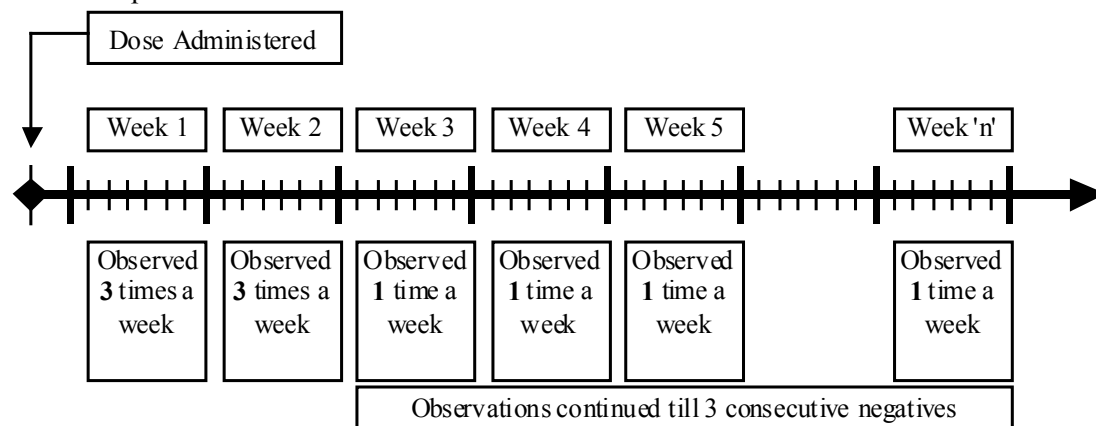 Dose Administered
Week 1 Week 2 Week 3 Week 4 Week 5 Week 'n'
Observed Observed Observed Observed Observed Observed
3 times a 3 times a 1 time a 1 time a 1 time a 1 time a
week week week week week week
Observations continued till 3 consecutive negatives